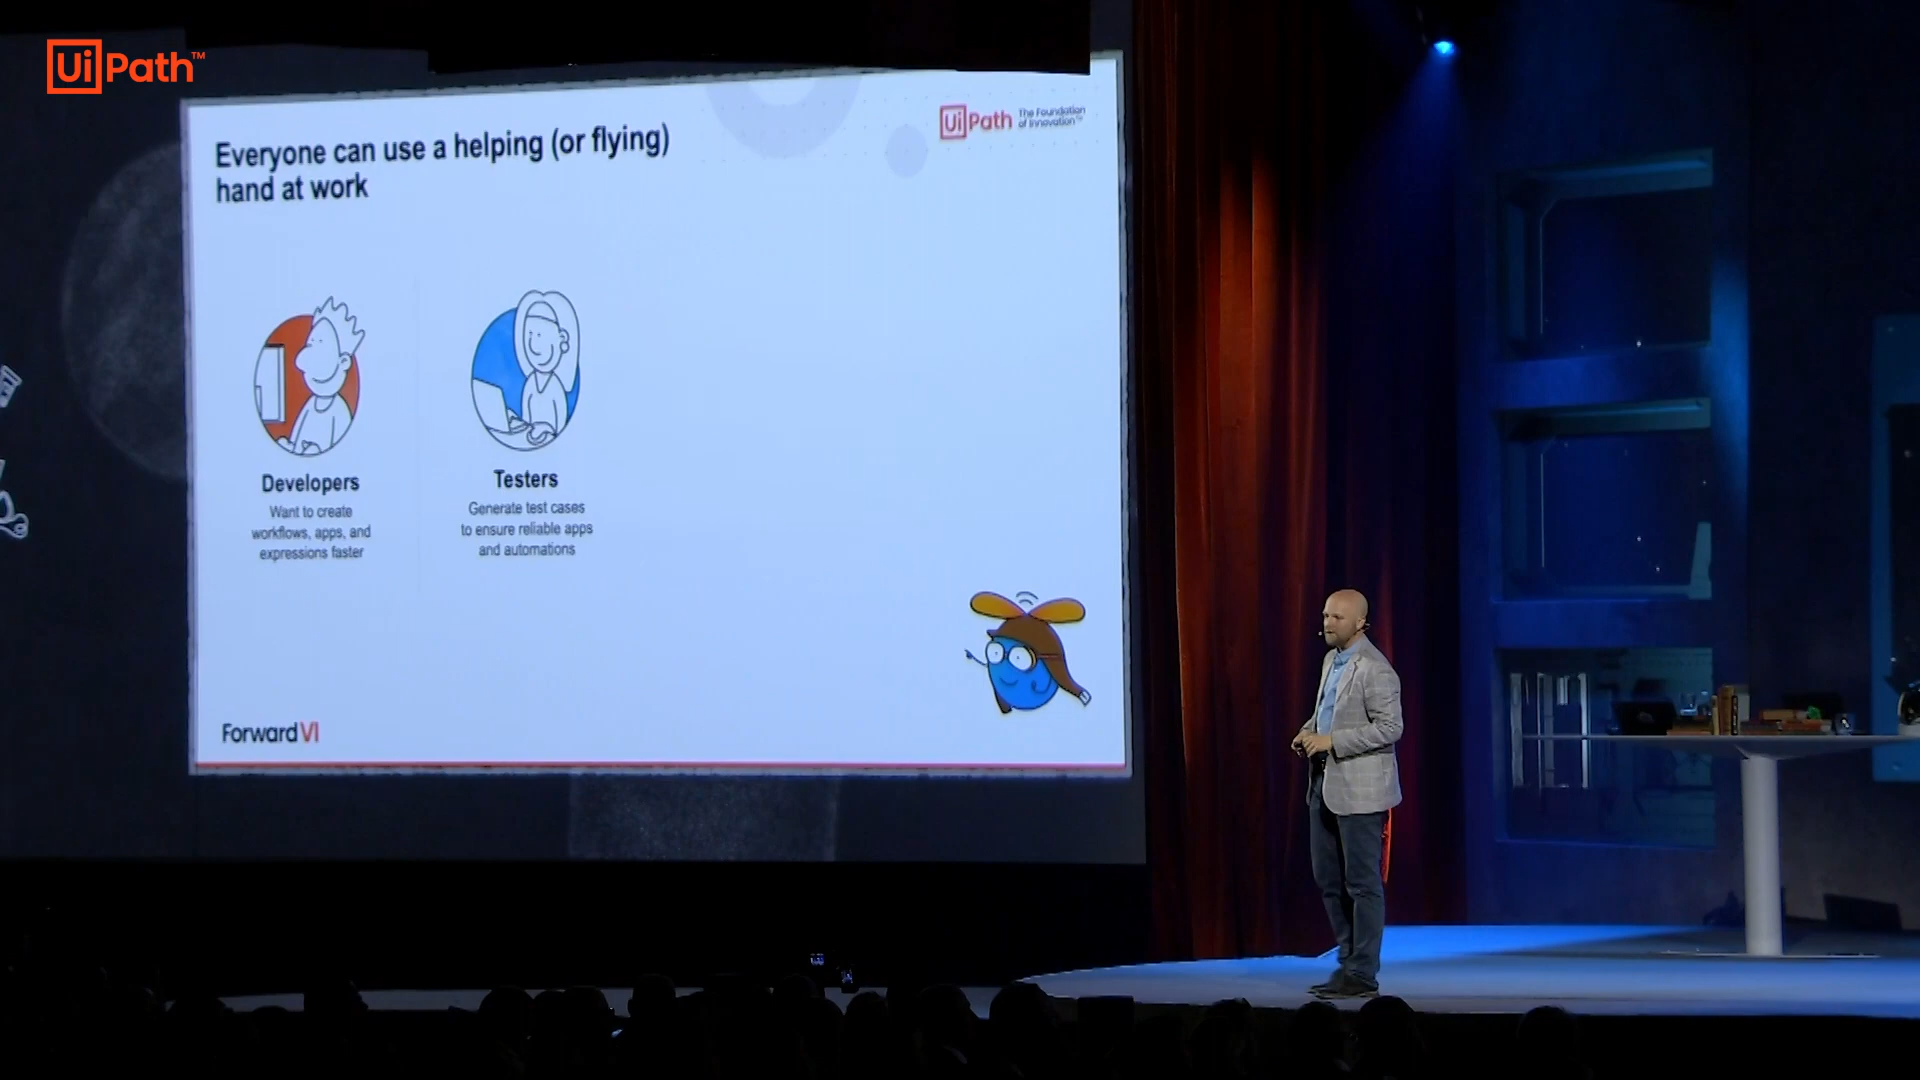 UiPath™
Everyone can use a helping (or flying)
hand at work
UiPath The Foundation
of Innovation™
Developers
Want to create
workflows, apps, and
expressions faster
Testers
Generate test cases
to ensure reliable apps
and automations
Forward VI